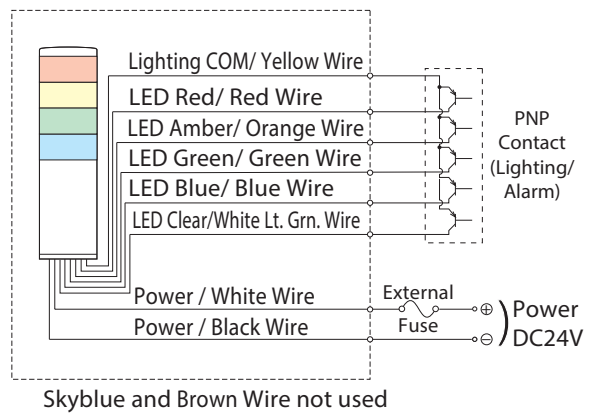 Lighting COM/ Yellow Wire
LED Red/ Red Wire
LED Amber/ Orange Wire
LED Green/ Green Wire
LED Blue/ Blue Wire
LED Clear/White Lt. Grn. Wire
PNP
Contact
(Lighting/
Alarm)
Power / White Wire
Power / Black Wire
External
Fuse
⊕
⊖
Power
DC24V
Skyblue and Brown Wire not used